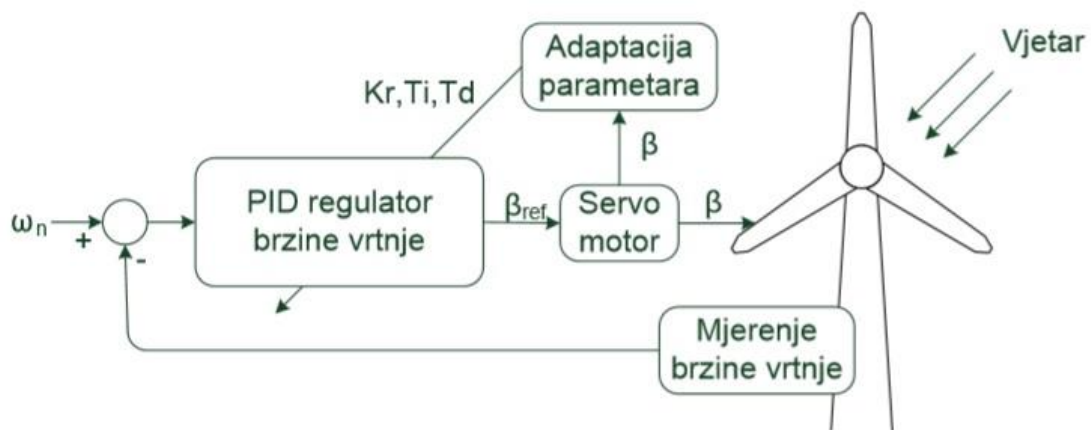 Adaptacija
parametara
Vjetar
Kr,Ti,Td
β
PID regulator
brzine vrtnje
ωn
+
-
βref
Servo
motor
β
Mjerenje
brzine vrtnje